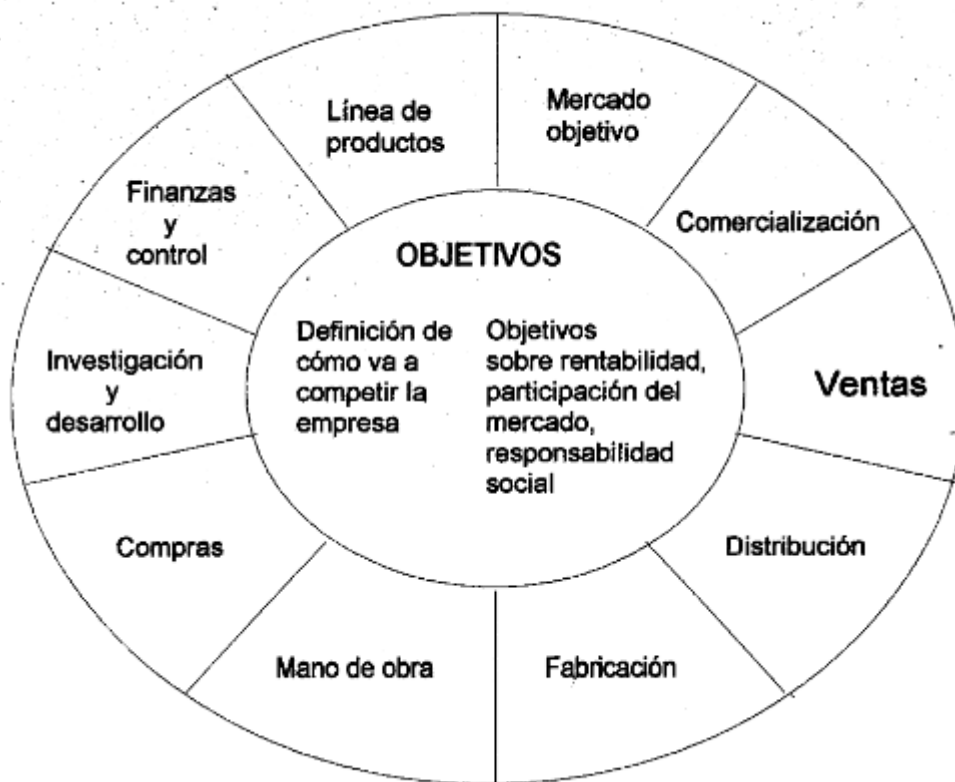 Línea de
productos
Mercado
objetivo
Comercialización
Ventas
Distribución
Fabricación
Mano de obra
Compras
Investigación
y
desarrollo
Finanzas
y
control
OBJETIVOS
Definición de
cómo va a
competir la
empresa
Objetivos
sobre rentabilidad,
participación del
mercado,
responsabilidad
social